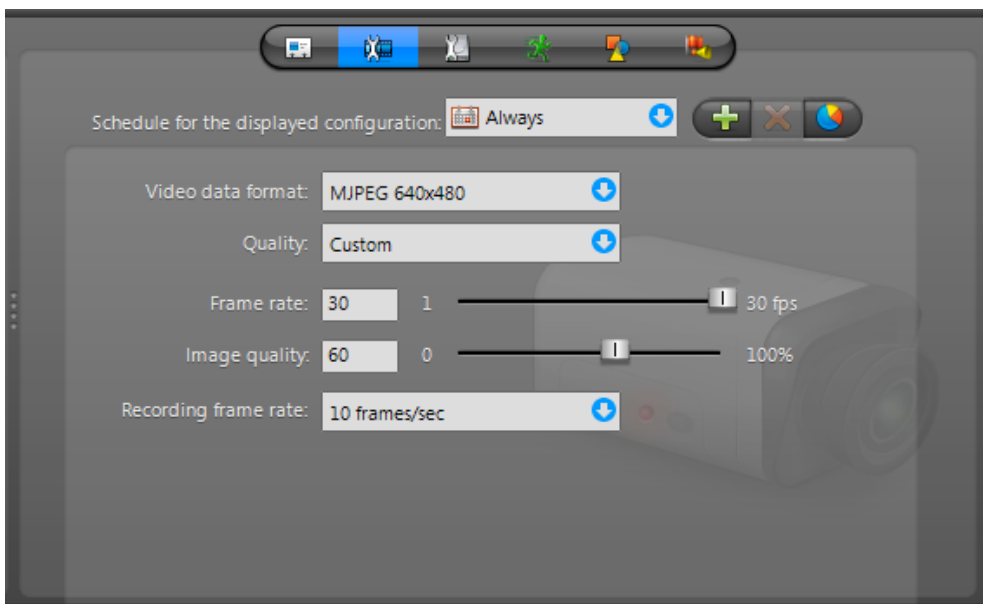 Schedule for the displayed configuration: Always
Video data format: MJPEG 640x480
Quality: Custom
Frame rate: 30 1 30 fps
Image quality: 60 0 100%
Recording frame rate: 10 frames/sec